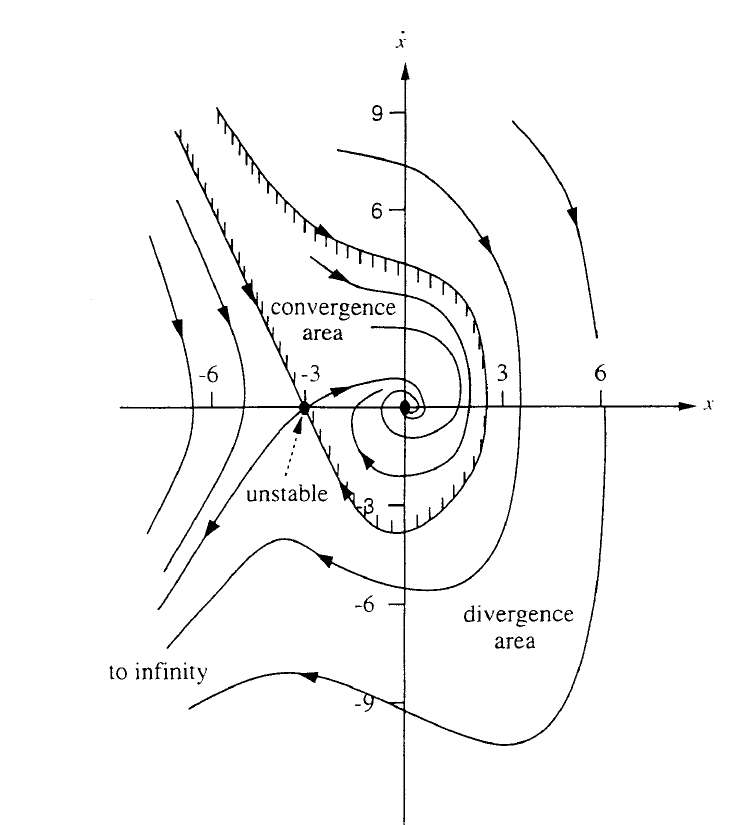 ẋ
9
6
convergence
area
-6
-3
3
6
x
unstable
-3
-6
divergence
area
to infinity
-9